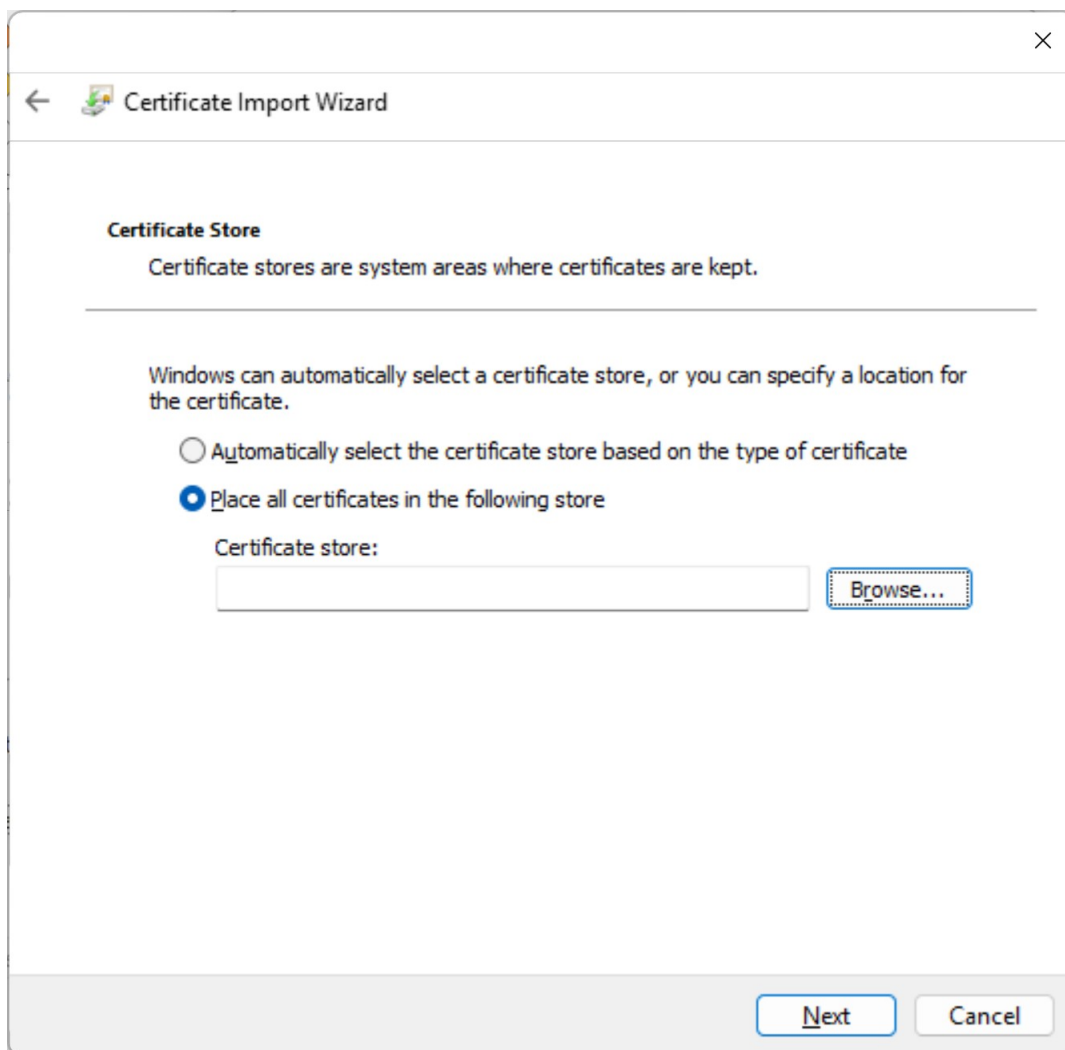 Certificate Import Wizard
Certificate Store
Certificate stores are system areas where certificates are kept.
Windows can automatically select a certificate store, or you can specify a location for
the certificate.
Automatically select the certificate store based on the type of certificate
Place all certificates in the following store
Certificate store:
Browse...
Next
Cancel